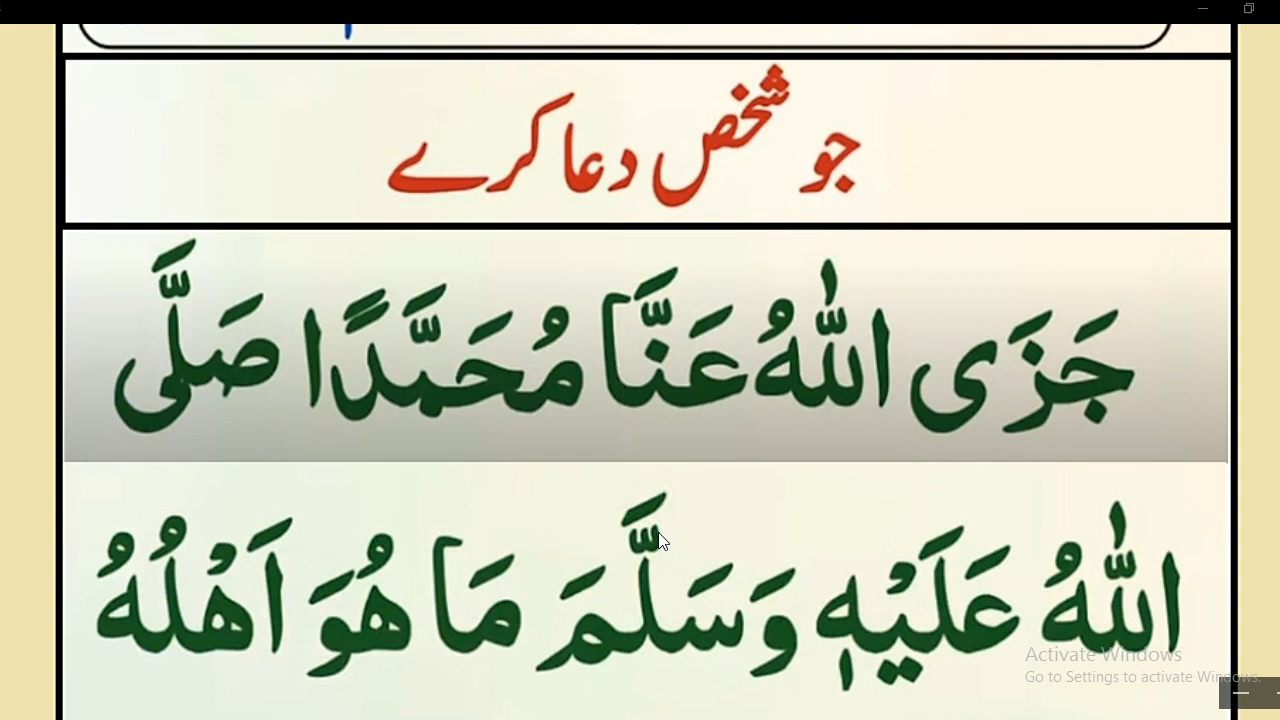 جو شخص دعا کرے
جَزَی اللّٰهُ عَنَّا مُحَمَّدًا صَلَّی
اللّٰهُ عَلَیْهِٖ وَسَلَّمَ مَا هُوَ اَهْلُهُ
Activate Windows
Go to Settings to activate Windows.